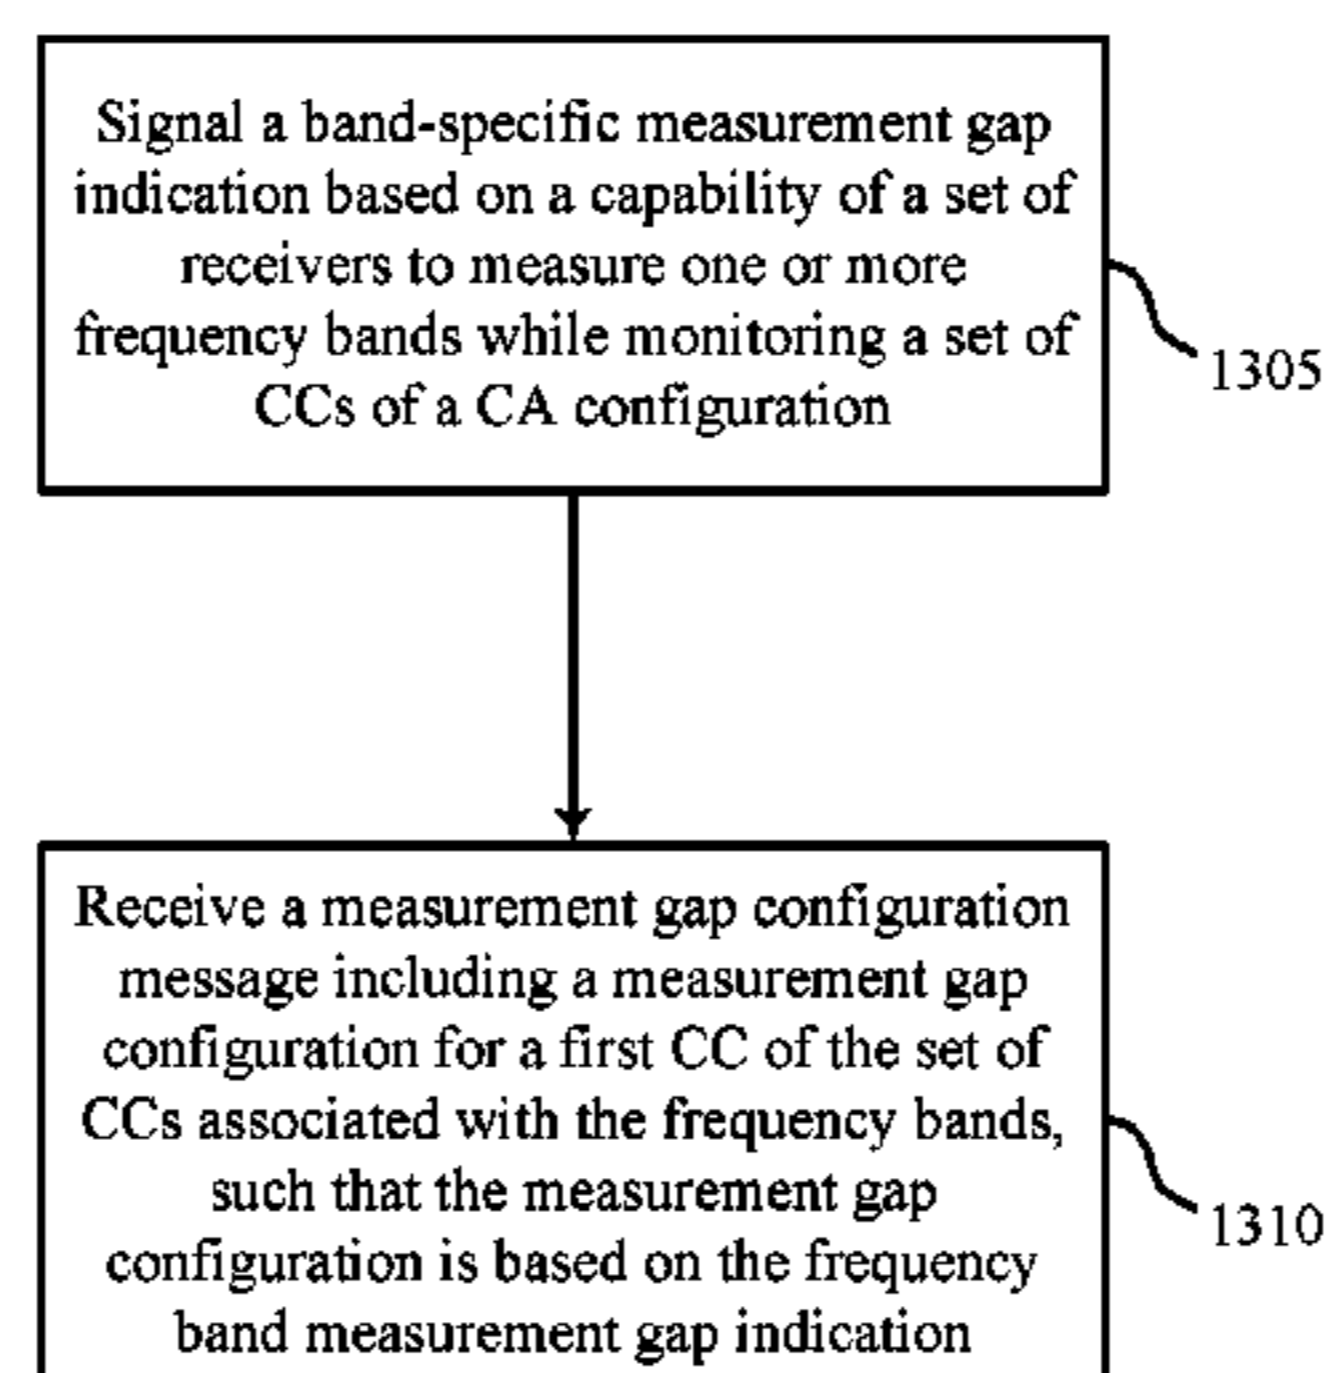 Signal a band-specific measurement gap
indication based on a capability of a set of
receivers to measure one or more
frequency bands while monitoring a set of
CCs of a CA configuration
1305
Receive a measurement gap configuration
message including a measurement gap
configuration for a first CC of the set of
CCs associated with the frequency bands,
such that the measurement gap
configuration is based on the frequency
band measurement gap indication
1310